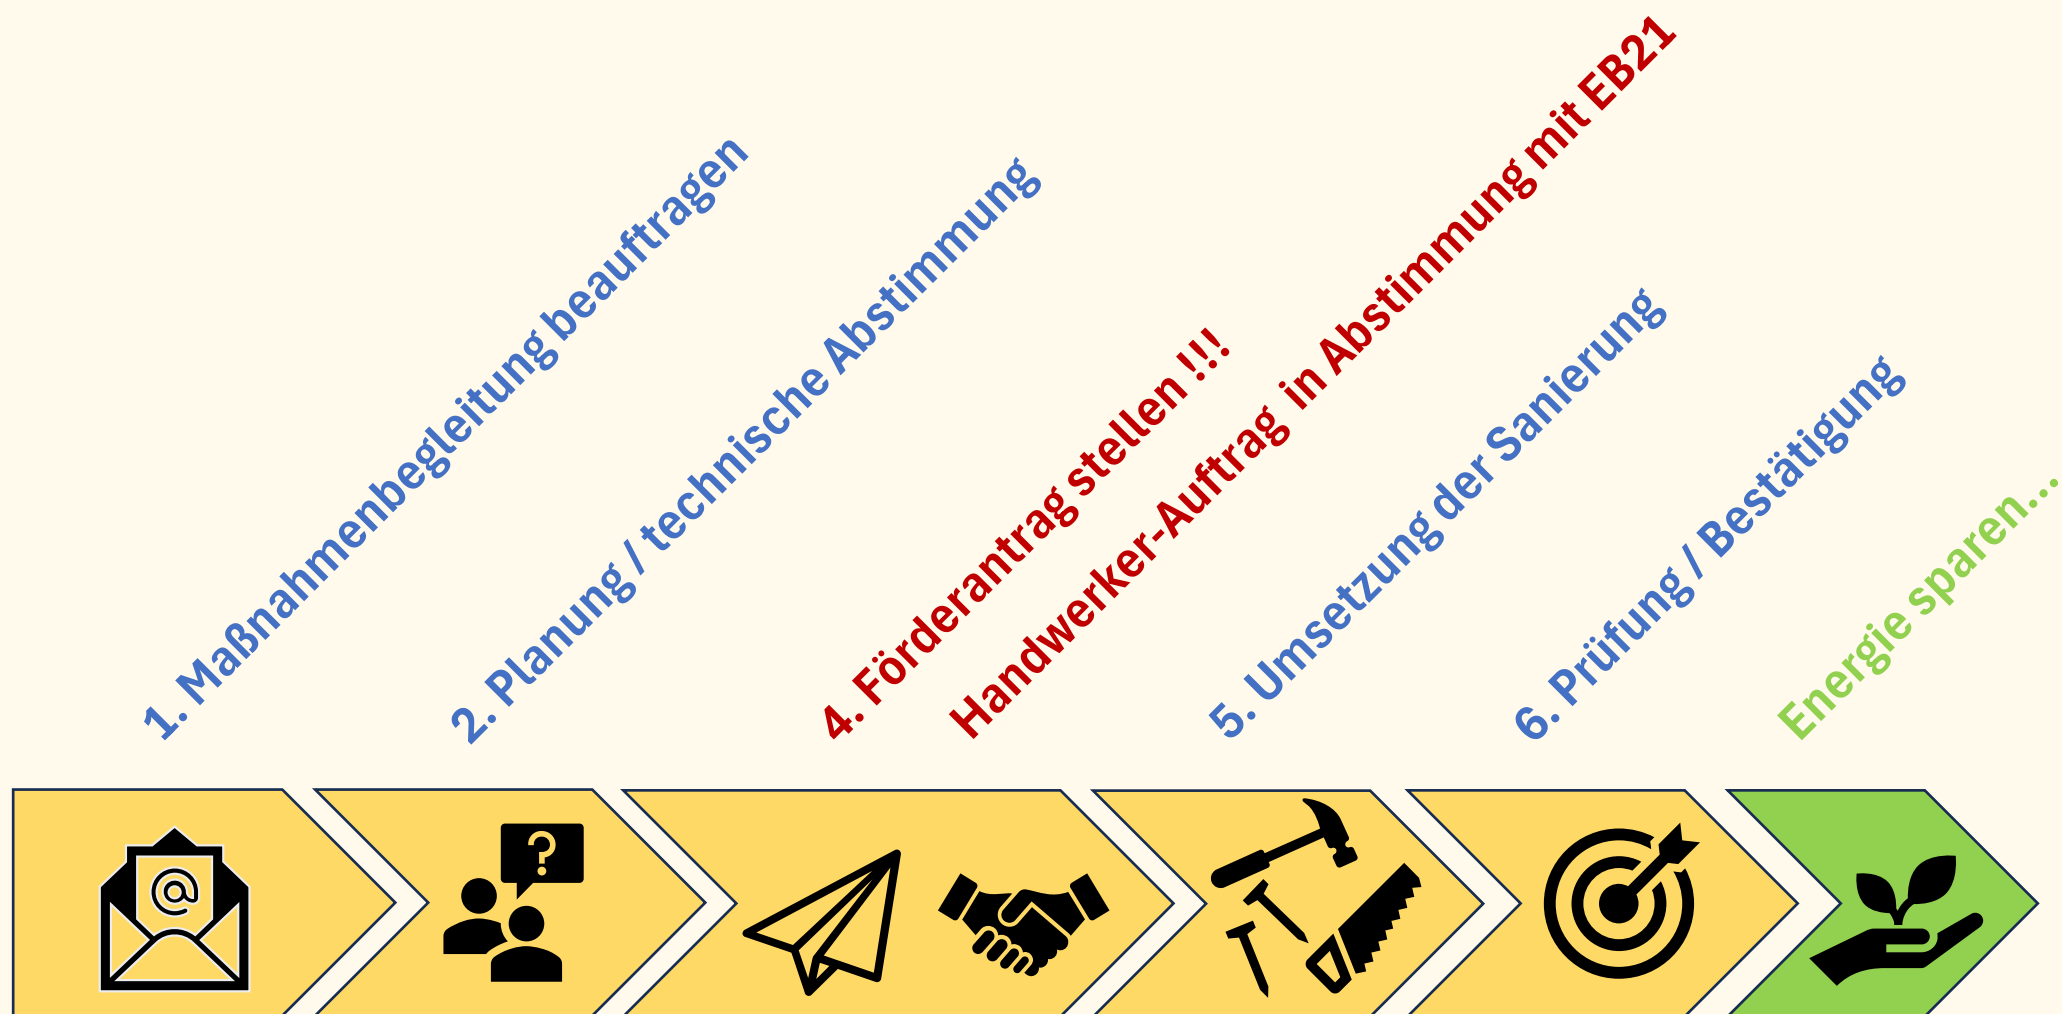 1. Maßnahmenbegleitung beauftragen
2. Planung / technische Abstimmung
4. Förderantrag stellen !!!
Handwerker-Auftrag in Abstimmung mit EB21
5. Umsetzung der Sanierung
6. Prüfung / Bestätigung
Energie sparen...
@
?